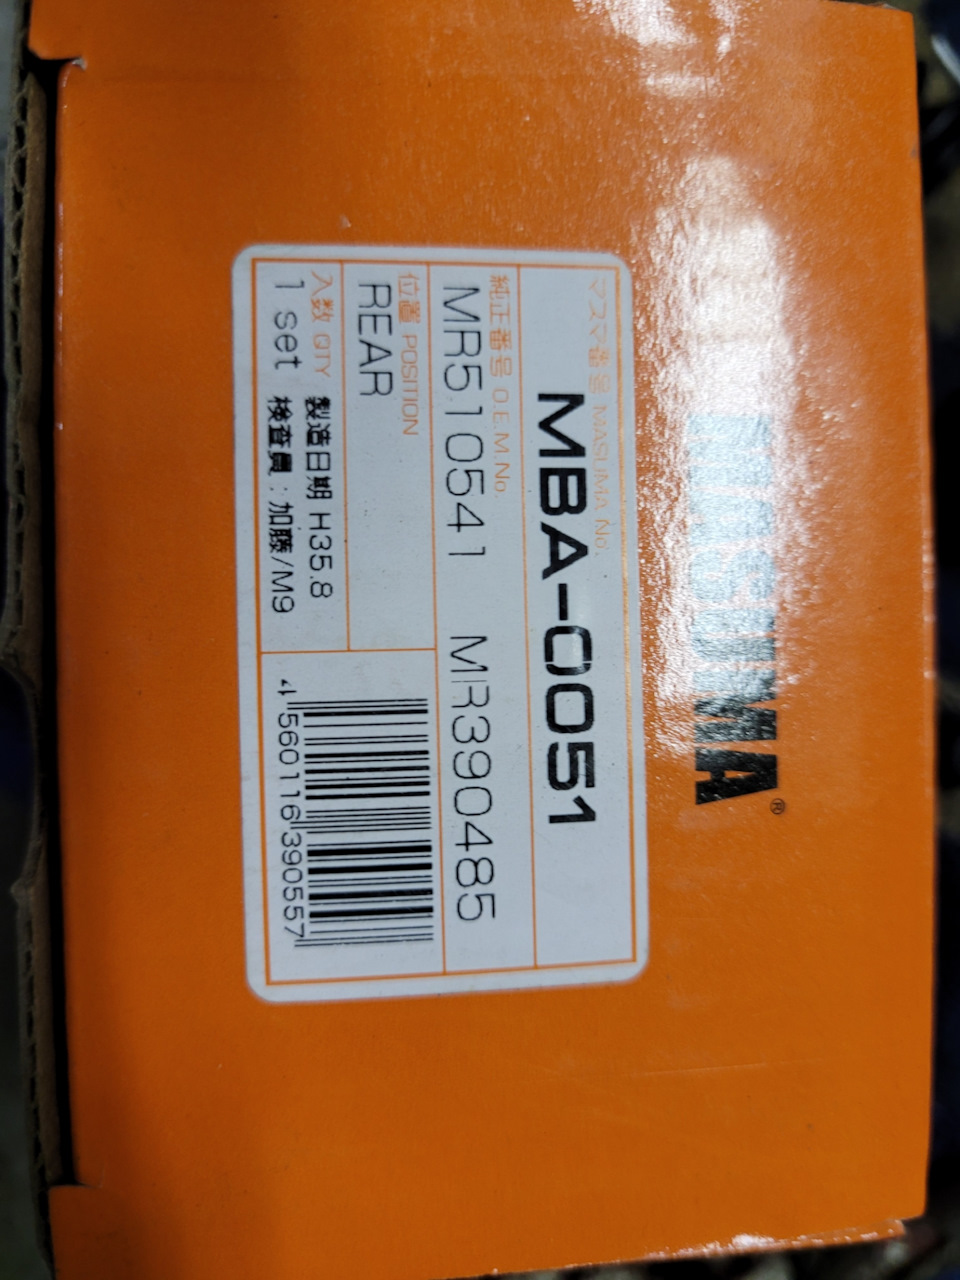 MASUMA®
マスマ番号 MASUMA No.
MBA-0051
純正番号 O.E.M No
MR510541 MR390485
位置 POSITION
REAR
入数 QTY
1 set
製造日期 H35.8
検査員:加藤/M9
4 560116 390557